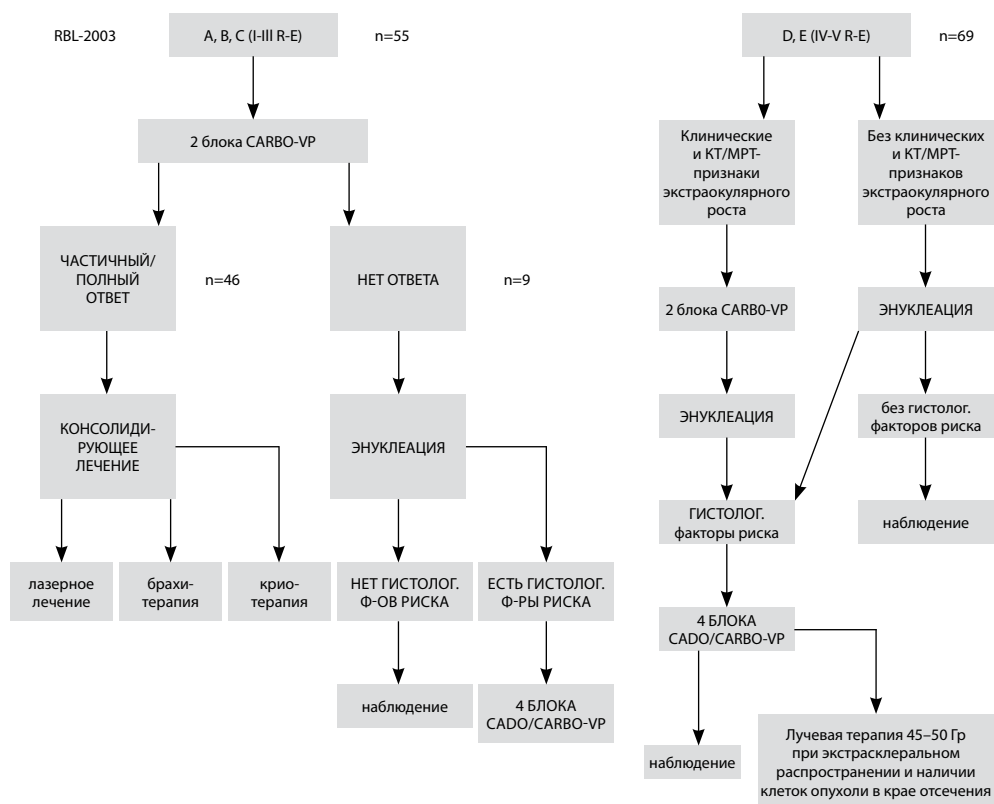 RBL-2003
A, B, C (I-III R-E)
n=55
2 блока CARBO-VP
ЧАСТИЧНЫЙ/
ПОЛНЫЙ
ОТВЕТ
n=46
НЕТ ОТВЕТА
n=9
КОНСОЛИДИ-
РУЮЩЕЕ
ЛЕЧЕНИЕ
ЭНУКЛЕАЦИЯ
лазерное
лечение
брахи-
терапия
крио-
терапия
НЕТ ГИСТОЛОГ.
Ф-ОВ РИСКА
ЕСТЬ ГИСТОЛОГ.
Ф-РЫ РИСКА
наблюдение
4 БЛОКА
CADO/CARBO-VP
D, E (IV-V R-E)
n=69
Клинические
и КТ/МРТ-
признаки
экстраокулярного
роста
Без клинических
и КТ/МРТ-
признаков
экстраокулярного
роста
2 блока CARB0-VP
ЭНУКЛЕАЦИЯ
ЭНУКЛЕАЦИЯ
без гистолог.
факторов риска
ГИСТОЛОГ.
факторы риска
наблюдение
4 БЛОКА
CADO/CARBO-VP
наблюдение
Лучевая терапия 45–50 Гр
при экстрасклеральном
распространении и наличии
клеток опухоли в крае отсечения